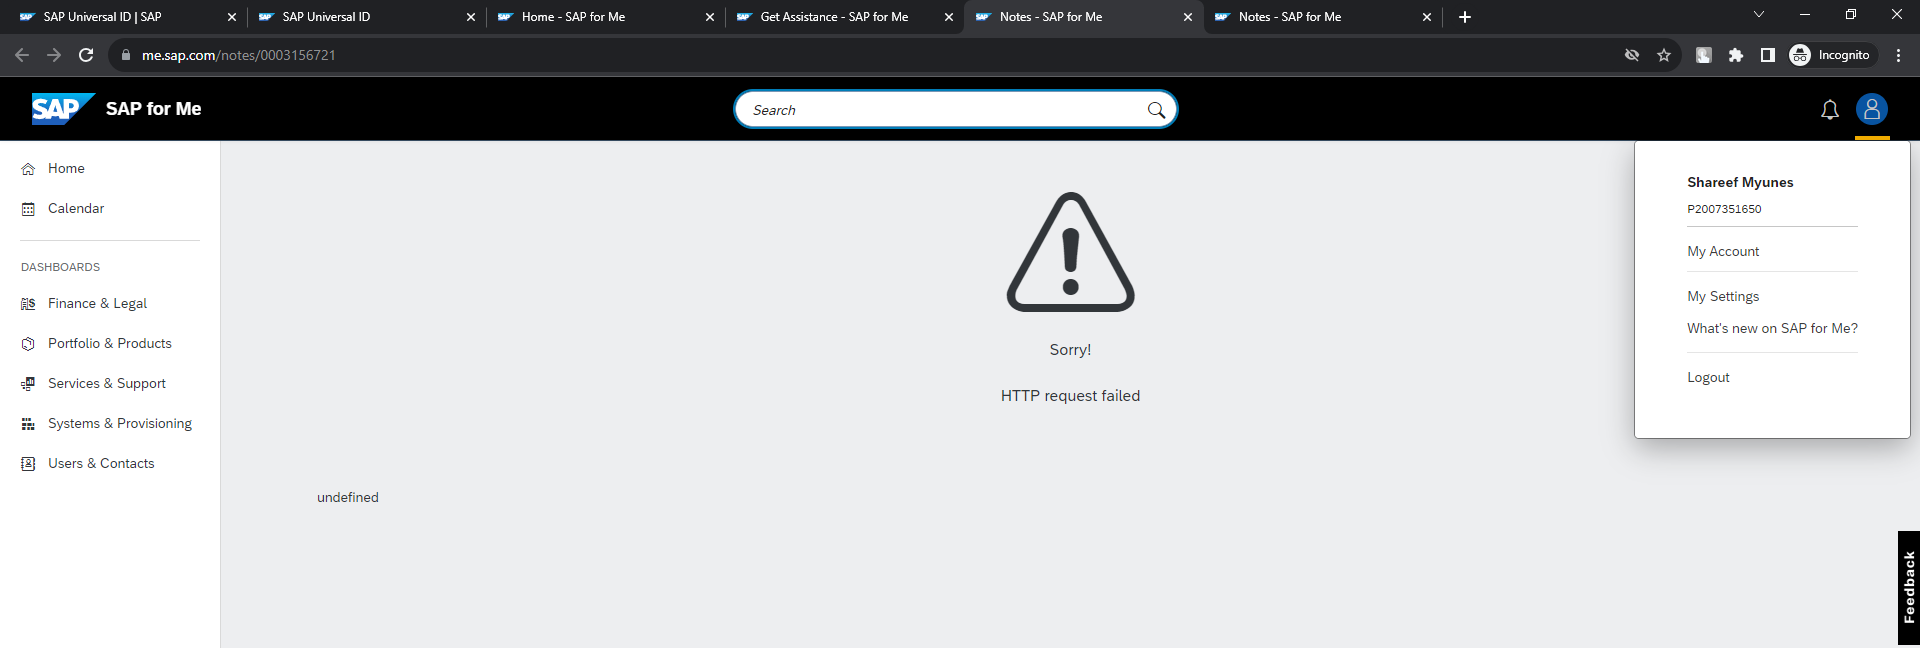 SAP Universal ID | SAP
SAP Universal ID
Home - SAP for Me
Get Assistance - SAP for Me
Notes - SAP for Me
Notes - SAP for Me
me.sap.com/notes/0003156721
Incognito
SAP
SAP for Me
Search
Home
Calendar
DASHBOARDS
Finance & Legal
Portfolio & Products
Services & Support
Systems & Provisioning
Users & Contacts
Sorry!
HTTP request failed
undefined
Shareef Myunes
P2007351650
My Account
My Settings
What's new on SAP for Me?
Logout
Feedback